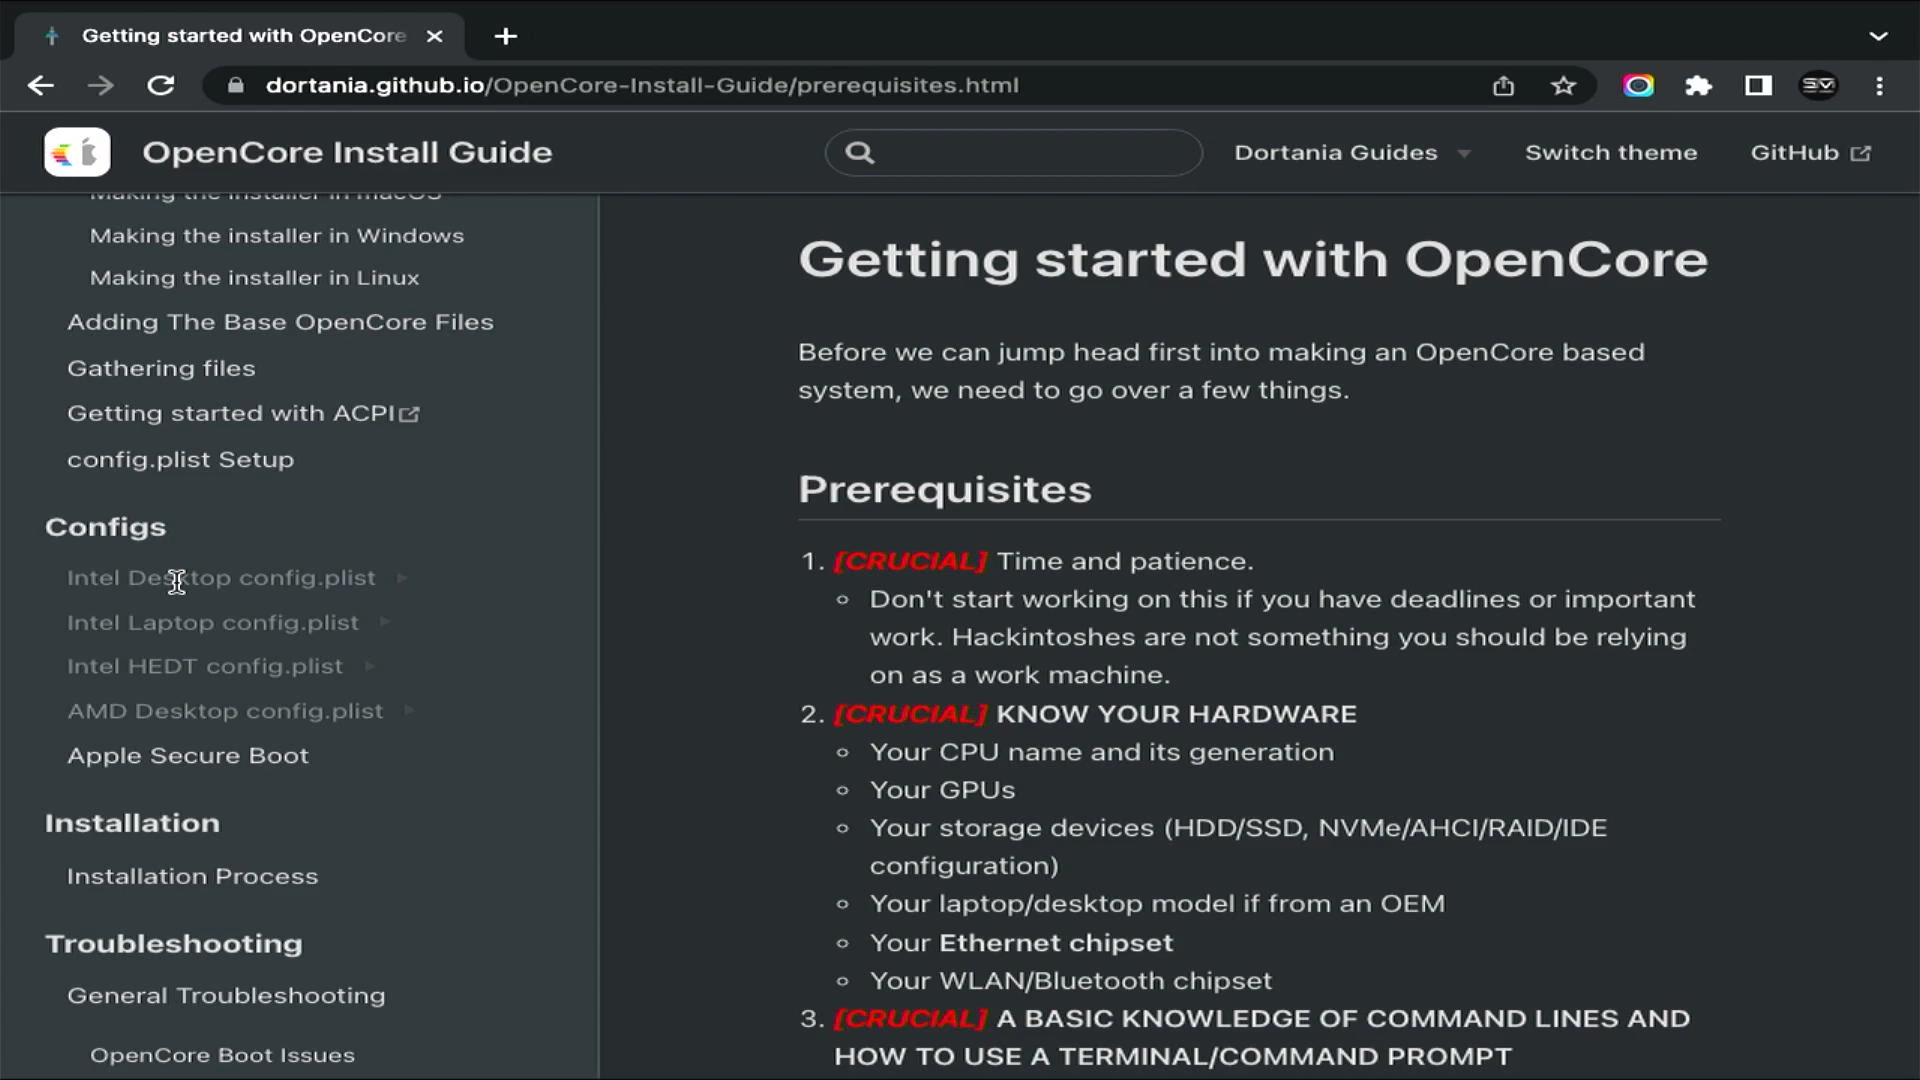 Getting started with OpenCore
dortania.github.io/OpenCore-Install-Guide/prerequisites.html
SM
OpenCore Install Guide
Dortania Guides
Switch theme
GitHub
Making the installer in macOS
Making the installer in Windows
Making the installer in Linux
Adding The Base OpenCore Files
Gathering files
Getting started with ACPI
config.plist Setup
Configs
Intel Desktop config.plist
Intel Laptop config.plist
Intel HEDT config.plist
AMD Desktop config.plist
Apple Secure Boot
Installation
Installation Process
Troubleshooting
General Troubleshooting
OpenCore Boot Issues
Getting started with OpenCore
Before we can jump head first into making an OpenCore based
system, we need to go over a few things.
Prerequisites
1. [CRUCIAL] Time and patience.
Don't start working on this if you have deadlines or important
work. Hackintoshes are not something you should be relying
on as a work machine.
2. [CRUCIAL] KNOW YOUR HARDWARE
Your CPU name and its generation
Your GPUs
Your storage devices (HDD/SSD, NVMe/AHCI/RAID/IDE
configuration)
Your laptop/desktop model if from an OEM
Your Ethernet chipset
Your WLAN/Bluetooth chipset
3. [CRUCIAL] A BASIC KNOWLEDGE OF COMMAND LINES AND
HOW TO USE A TERMINAL/COMMAND PROMPT